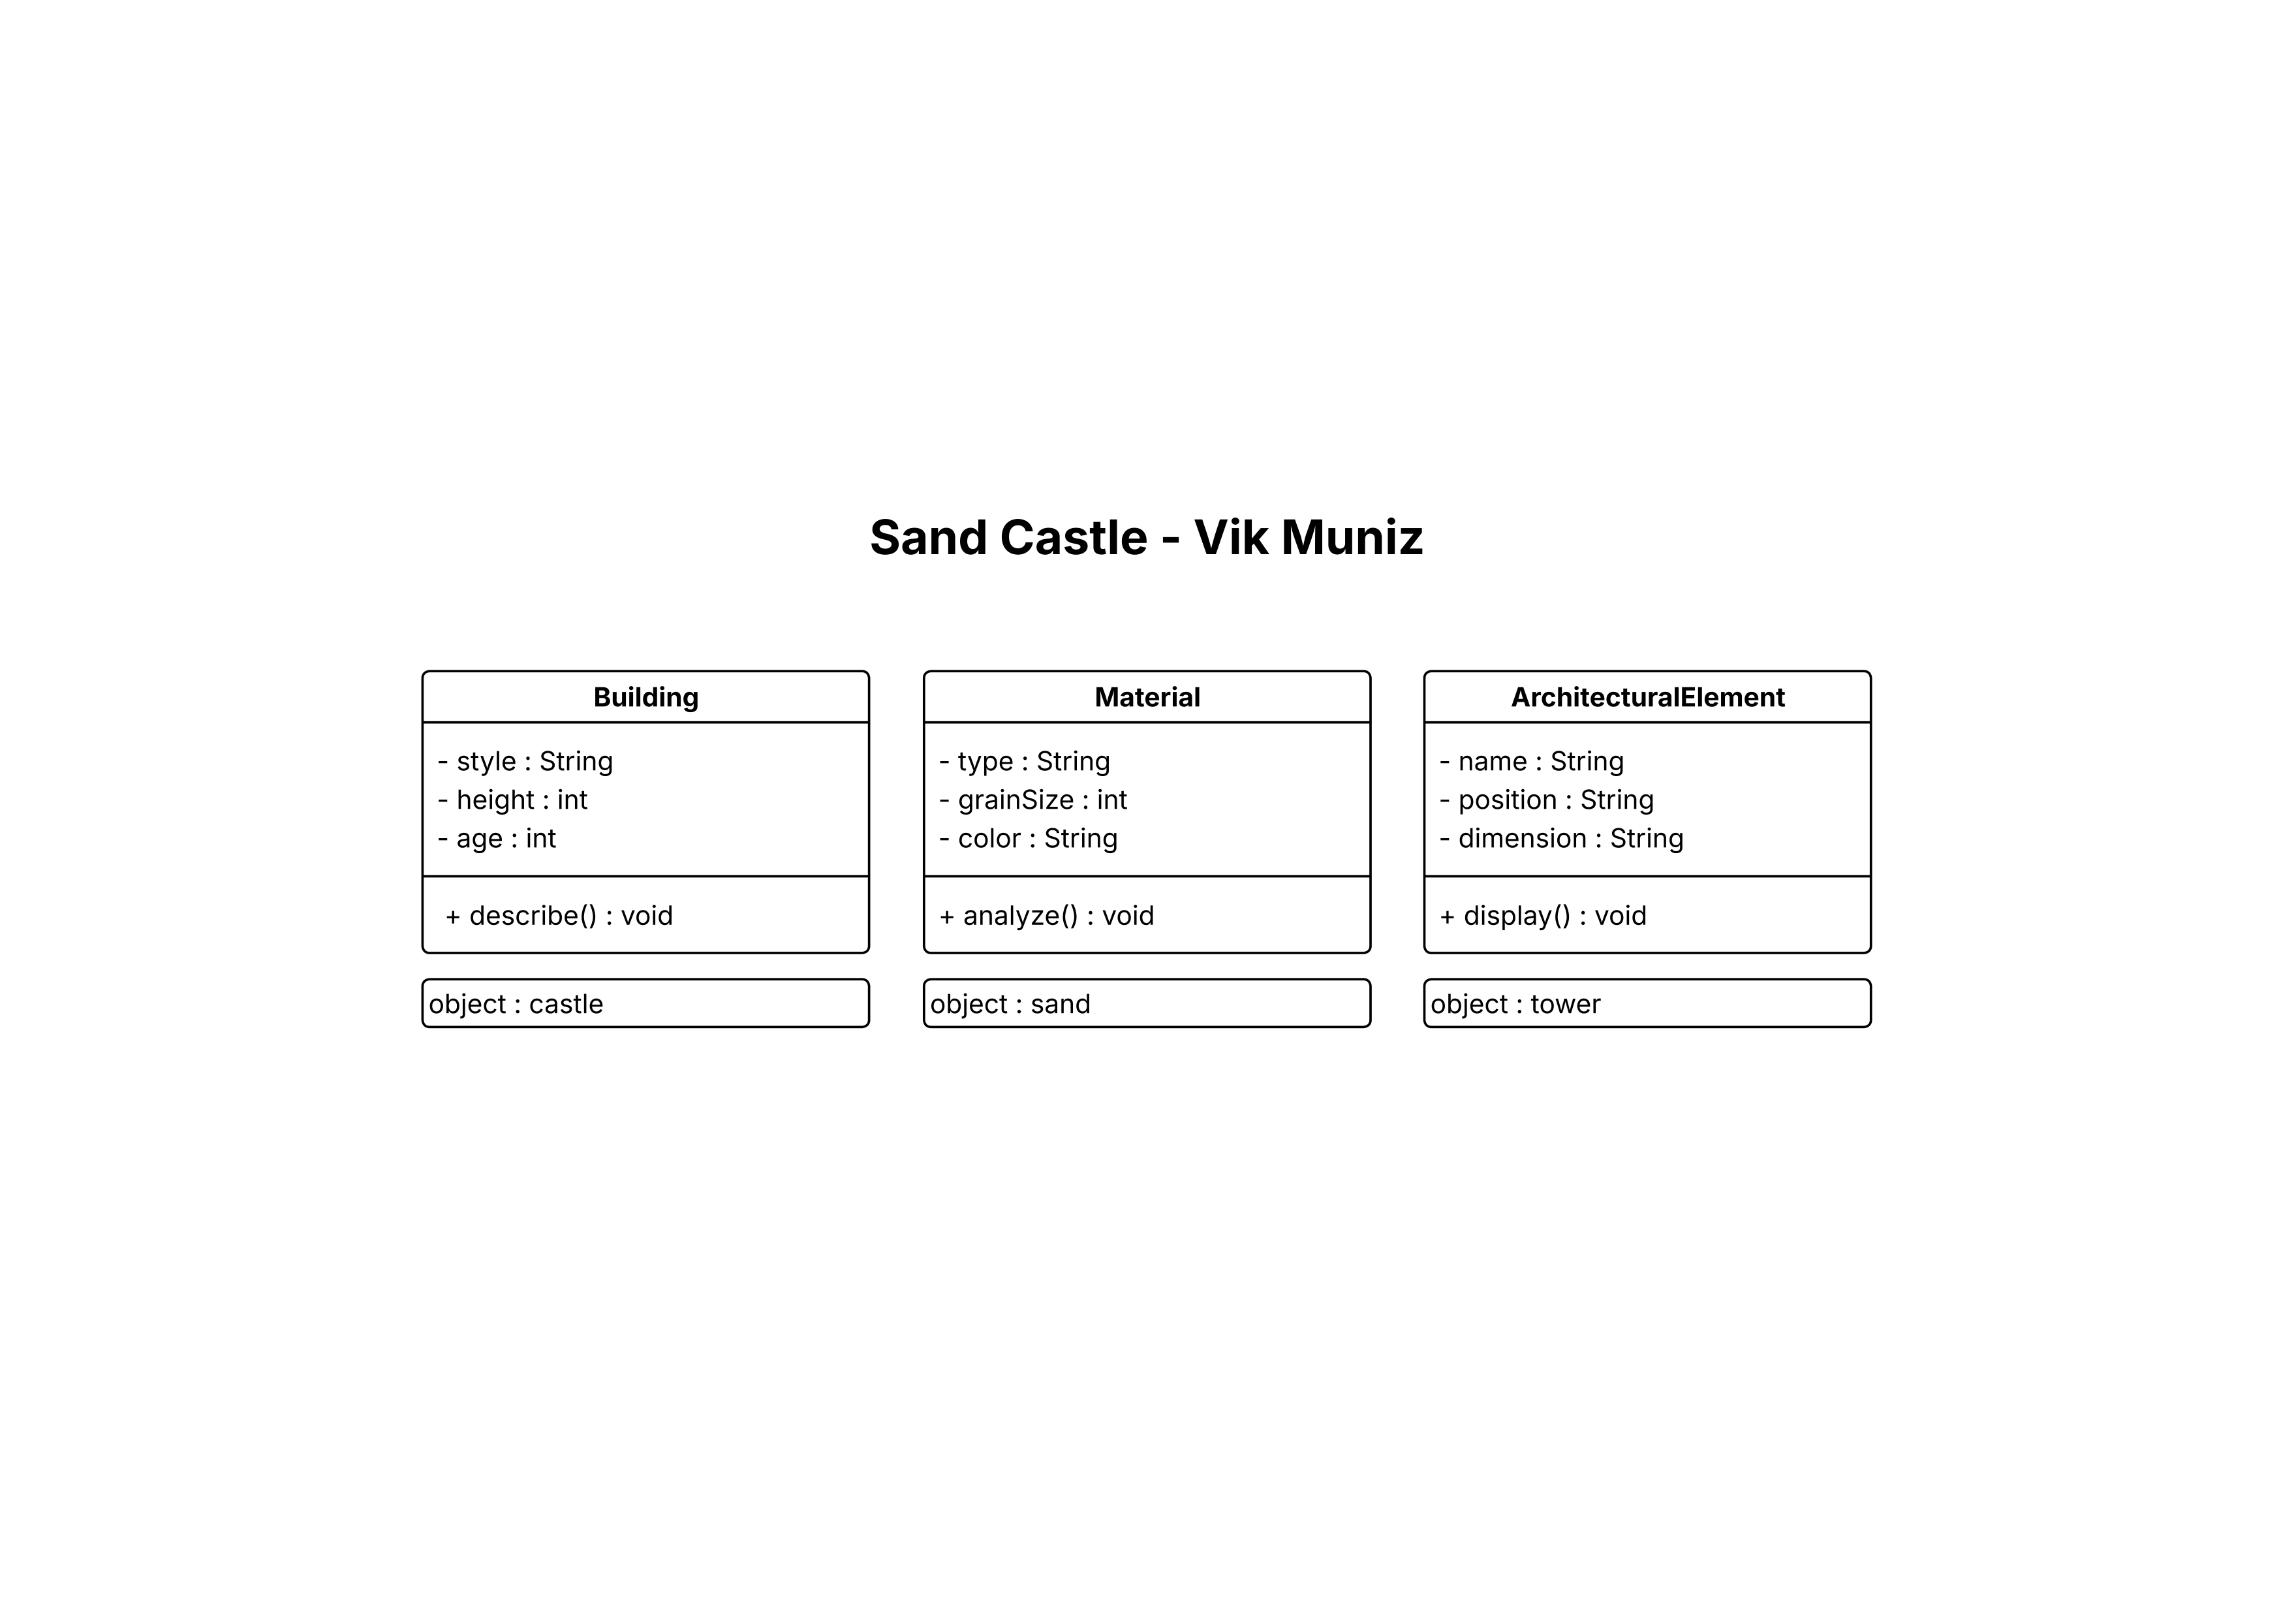 Sand Castle - Vik Muniz
Building
- style : String
- height : int
- age : int
+ describe() : void
object : castle
Material
- type : String
- grainSize : int
- color : String
+ analyze() : void
object : sand
ArchitecturalElement
- name : String
- position : String
- dimension : String
+ display() : void
object : tower